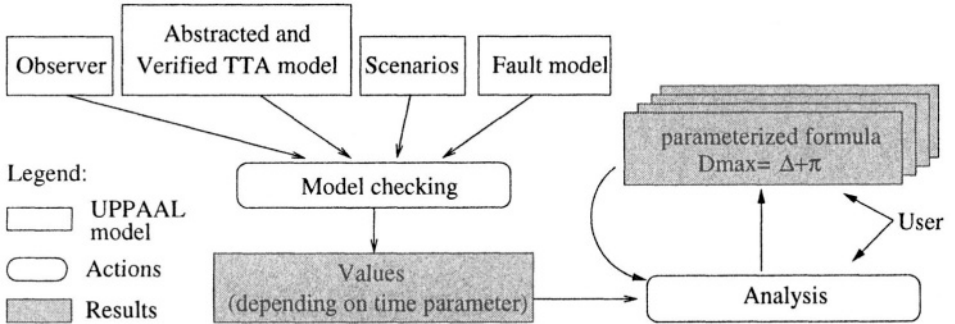 Observer
Abstracted and
Verified TTA model
Scenarios
Fault model
parameterized formula
Dmax= Δ+π
Model checking
Legend:
UPPAAL
model
User
Actions
Values
(depending on time parameter)
Analysis
Results